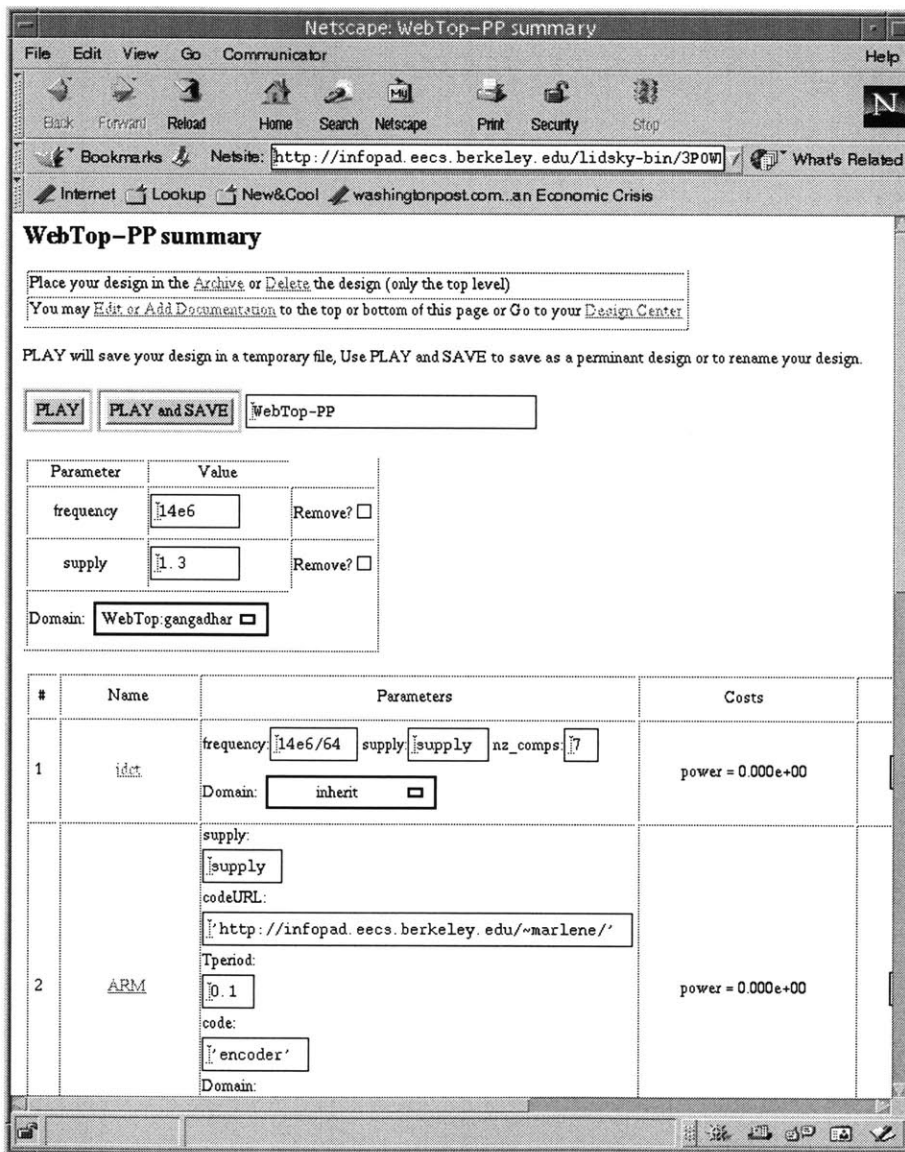 Netscape: WebTop-PP summary
File Edit View Go Communicator Help
Back Forward Reload Home Search Netscape Print Security Stop
N
Bookmarks Netsite: http://infopad.eecs.berkeley.edu/lidsky-bin/3POW What's Related
Internet Lookup New&Cool washingtonpost.com...an Economic Crisis
WebTop-PP summary
Place your design in the Archive or Delete the design (only the top level)
You may Edit or Add Documentation to the top or bottom of this page or Go to your Design Center
PLAY will save your design in a temporary file, Use PLAY and SAVE to save as a perminant design or to rename your design.
PLAY PLAY and SAVE WebTop-PP
Parameter Value
frequency 14e6 Remove?
supply 1.3 Remove?
Domain: WebTop:gangadhar
# Name Parameters Costs
1 idct frequency: 14e6/64 supply: supply nz_comps: 7 power = 0.000e+00
Domain: inherit
2 ARM supply:
supply
codeURL:
'http://infopad.eecs.berkeley.edu/~marlene/'
Tperiod:
0.1 power = 0.000e+00
code:
'encoder'
Domain: